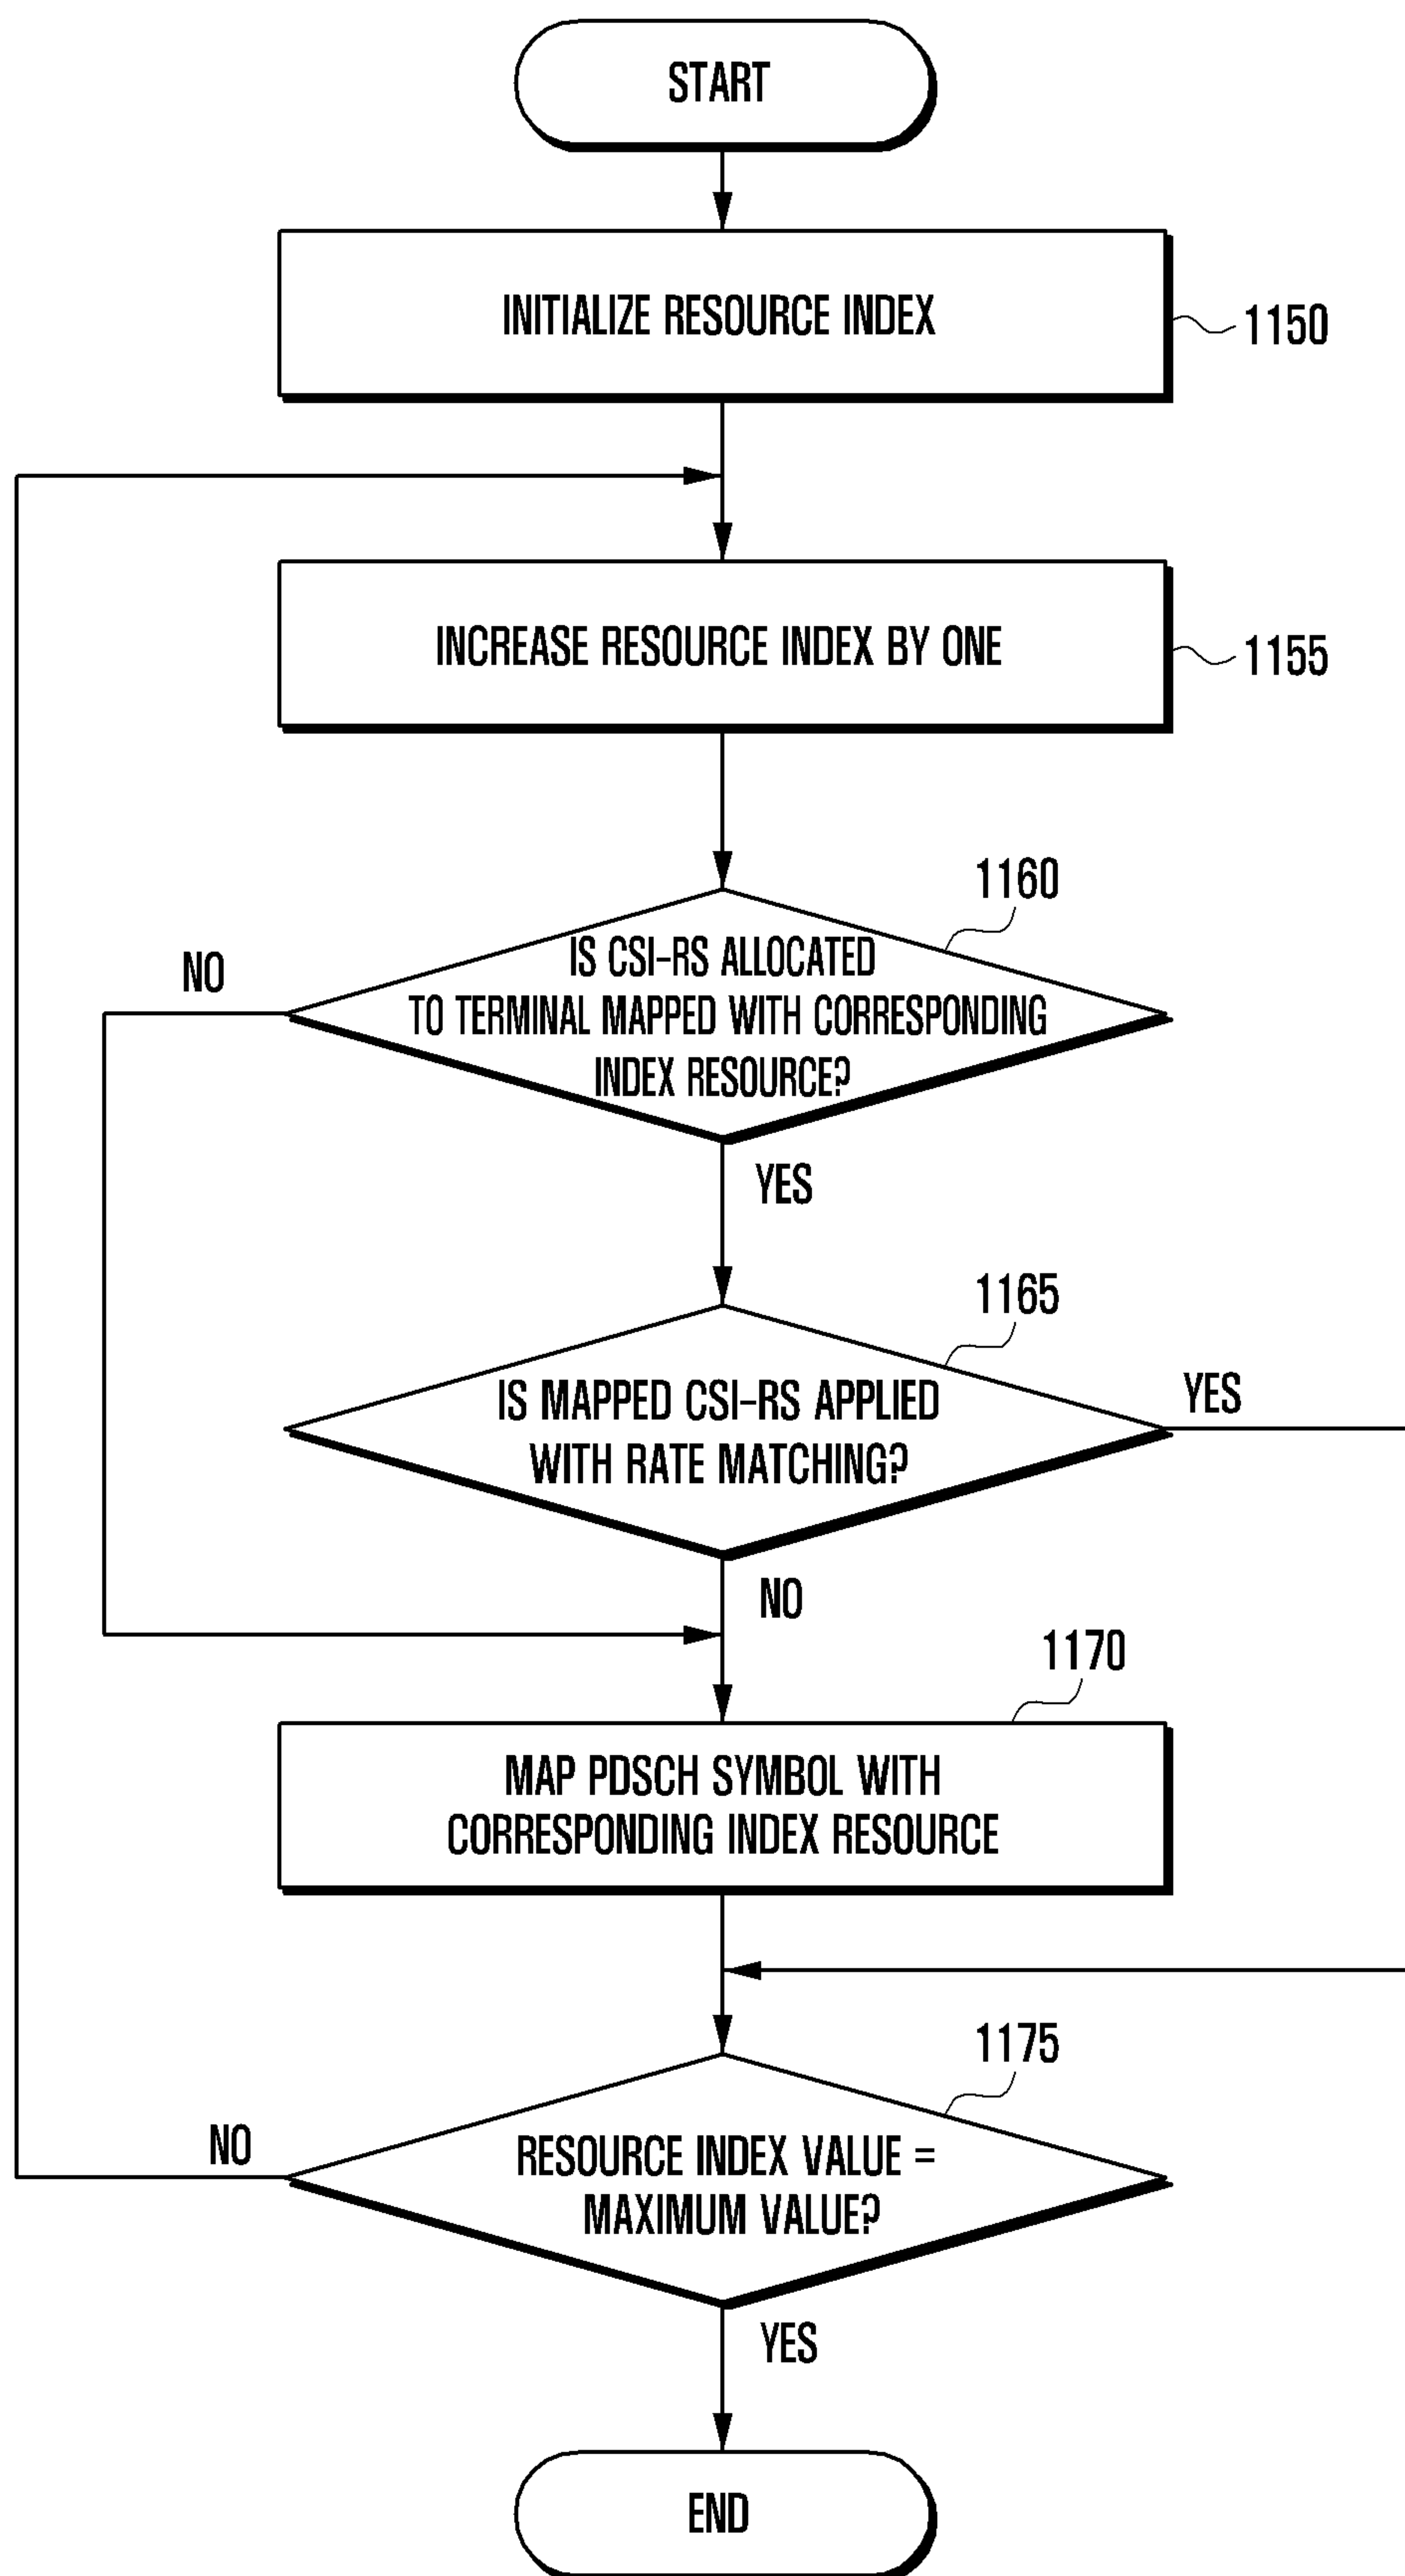 START
INITIALIZE RESOURCE INDEX
1150
INCREASE RESOURCE INDEX BY ONE
1155
1160
NO
IS CSI-RS ALLOCATED
TO TERMINAL MAPPED WITH CORRESPONDING
INDEX RESOURCE?
YES
1165
IS MAPPED CSI-RS APPLIED
WITH RATE MATCHING?
YES
NO
1170
MAP PDSCH SYMBOL WITH
CORRESPONDING INDEX RESOURCE
1175
NO
RESOURCE INDEX VALUE =
MAXIMUM VALUE?
YES
END